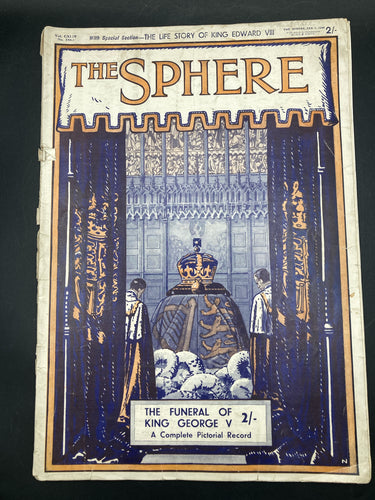 With Special Section—THE LIFE STORY OF KING EDWARD VIII
2/-
THE SPHERE
THE FUNERAL OF
KING GEORGE V
2/-
A Complete Pictorial Record